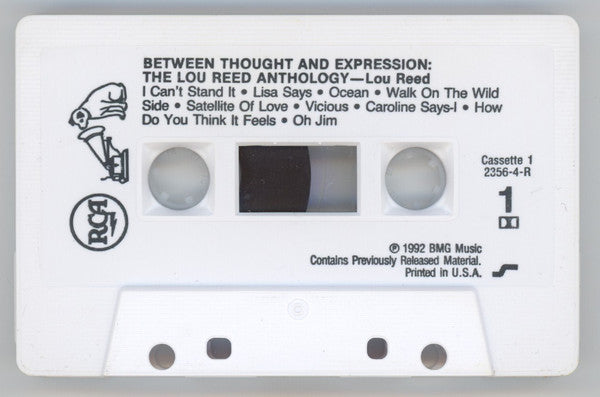 BETWEEN THOUGHT AND EXPRESSION:
THE LOU REED ANTHOLOGY—Lou Reed
I Can't Stand It • Lisa Says • Ocean • Walk On The Wild
Side • Satellite Of Love • Vicious • Caroline Says-I • How
Do You Think It Feels • Oh Jim
Cassette 1
2356-4-R
1
RCA
℗ 1992 BMG Music
Contains Previously Released Material.
Printed in U.S.A.
©